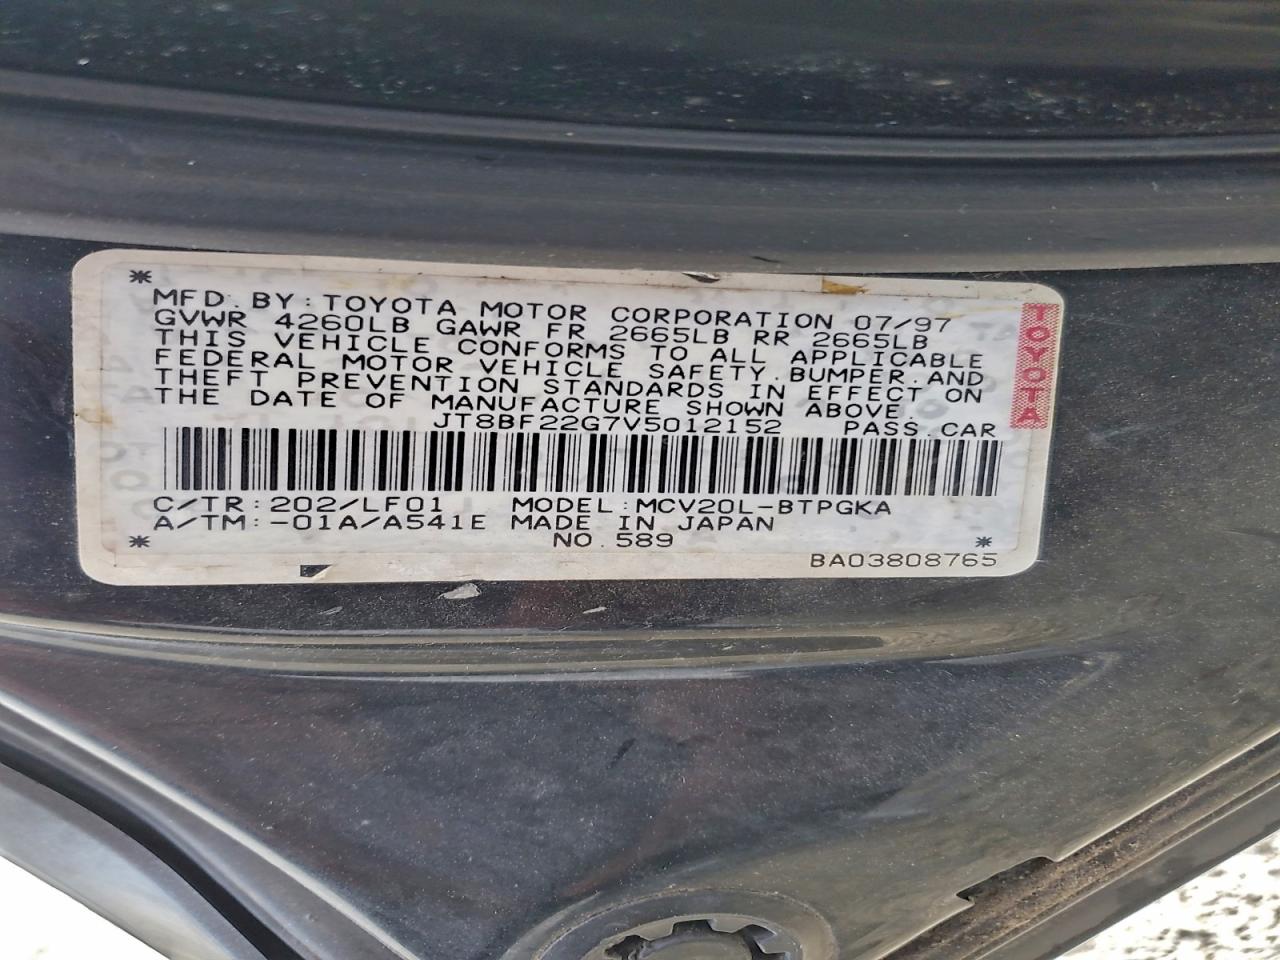 MFD. BY: TOYOTA MOTOR CORPORATION 07/97
GVWR 4260LB GAWR FR 2665LB RR 2665LB
THIS VEHICLE CONFORMS TO ALL APPLICABLE
FEDERAL MOTOR VEHICLE SAFETY, BUMPER, AND
THEFT PREVENTION STANDARDS IN EFFECT ON
THE DATE OF MANUFACTURE SHOWN ABOVE.
JT8BF22G7V5012152 PASS. CAR
C/TR: 202/LF01 MODEL: MCV20L-BTPGKA
A/TM: -01A/A541E MADE IN JAPAN
NO. 589
BA03808765
TOYOTA